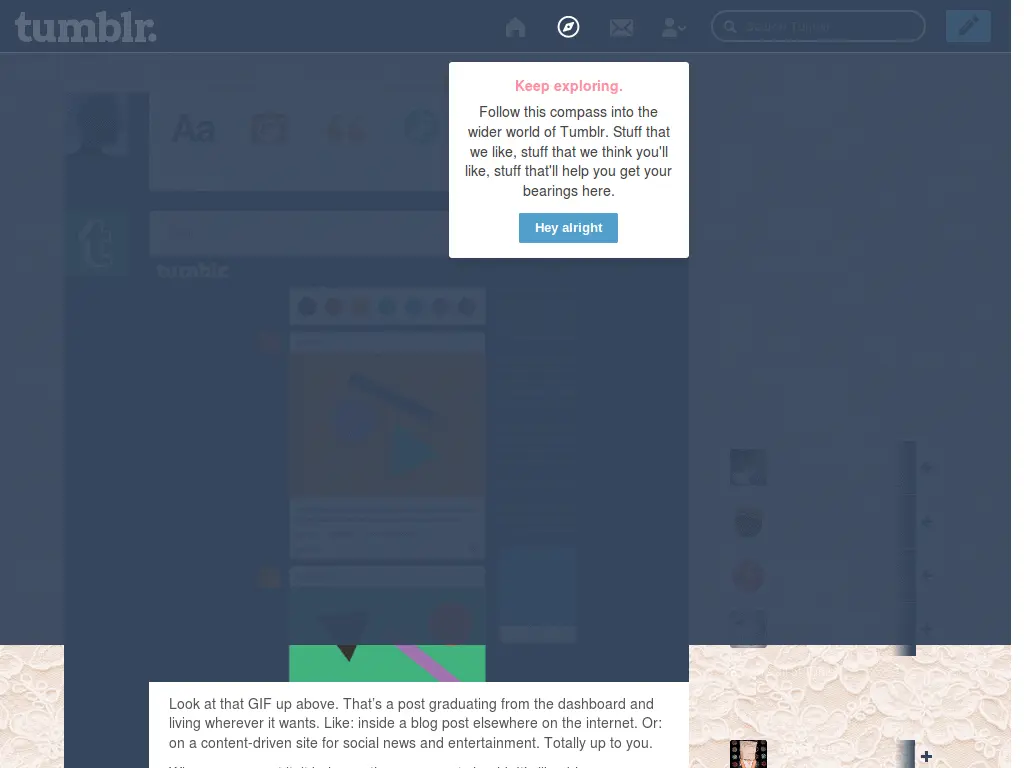 tumblr.
Search Tumblr
Keep exploring.
Follow this compass into the
wider world of Tumblr. Stuff that
we like, stuff that we think you'll
like, stuff that'll help you get your
bearings here.
Hey alright
Aa
tumblr.
Look at that GIF up above. That’s a post graduating from the dashboard and
living wherever it wants. Like: inside a blog post elsewhere on the internet. Or:
on a content-driven site for social news and entertainment. Totally up to you.